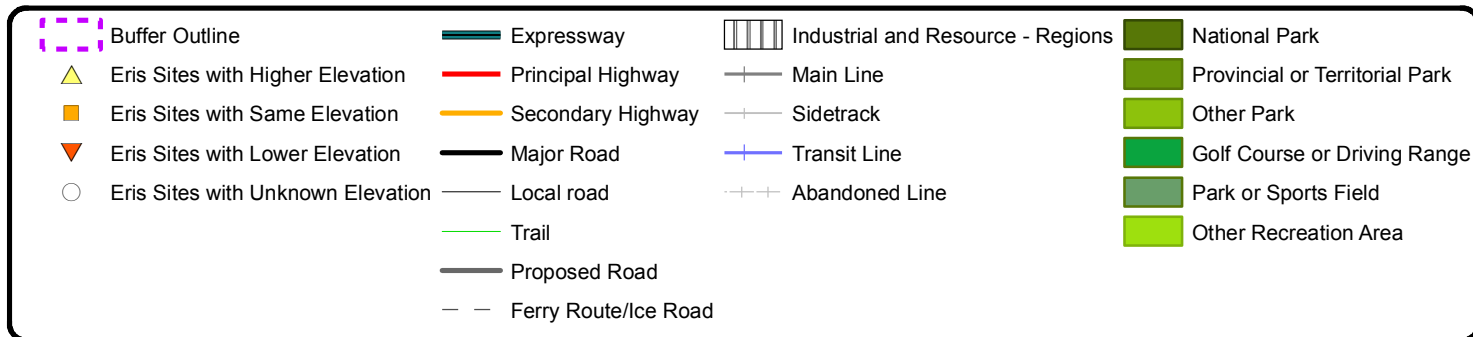 Buffer Outline
Eris Sites with Higher Elevation
Eris Sites with Same Elevation
Eris Sites with Lower Elevation
Eris Sites with Unknown Elevation
Expressway
Principal Highway
Secondary Highway
Major Road
Local road
Trail
Proposed Road
Ferry Route/Ice Road
Industrial and Resource - Regions
Main Line
Sidetrack
Transit Line
Abandoned Line
National Park
Provincial or Territorial Park
Other Park
Golf Course or Driving Range
Park or Sports Field
Other Recreation Area